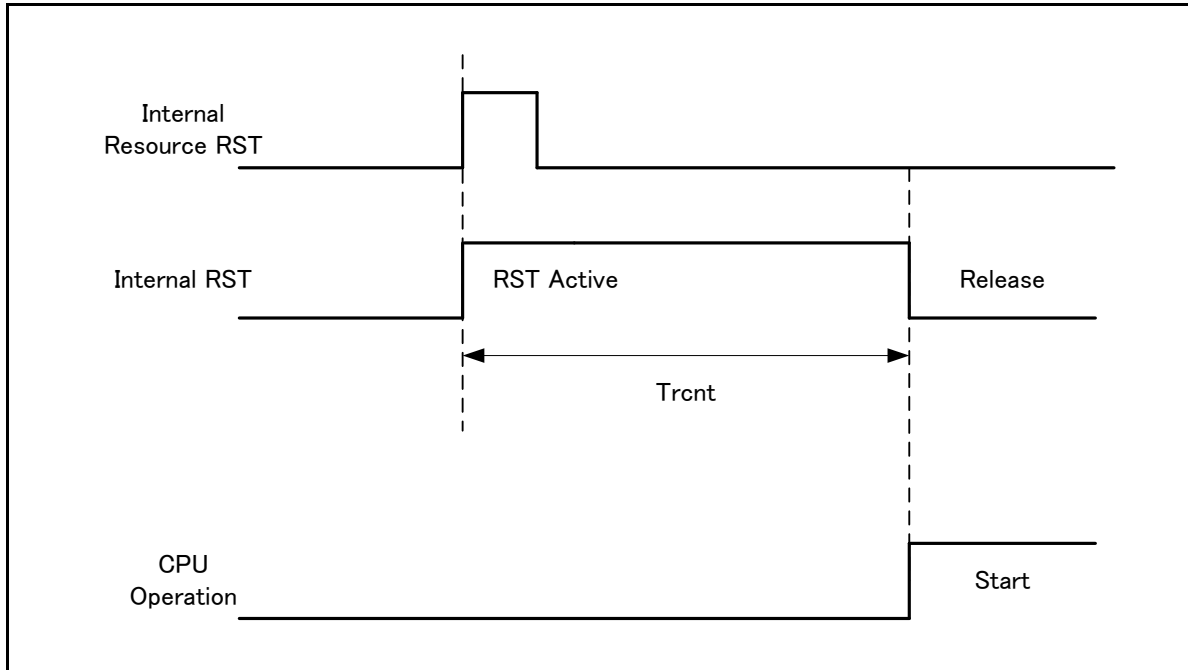 Internal
Resource RST
Internal RST
RST Active
Release
Trcnt
CPU
Operation
Start